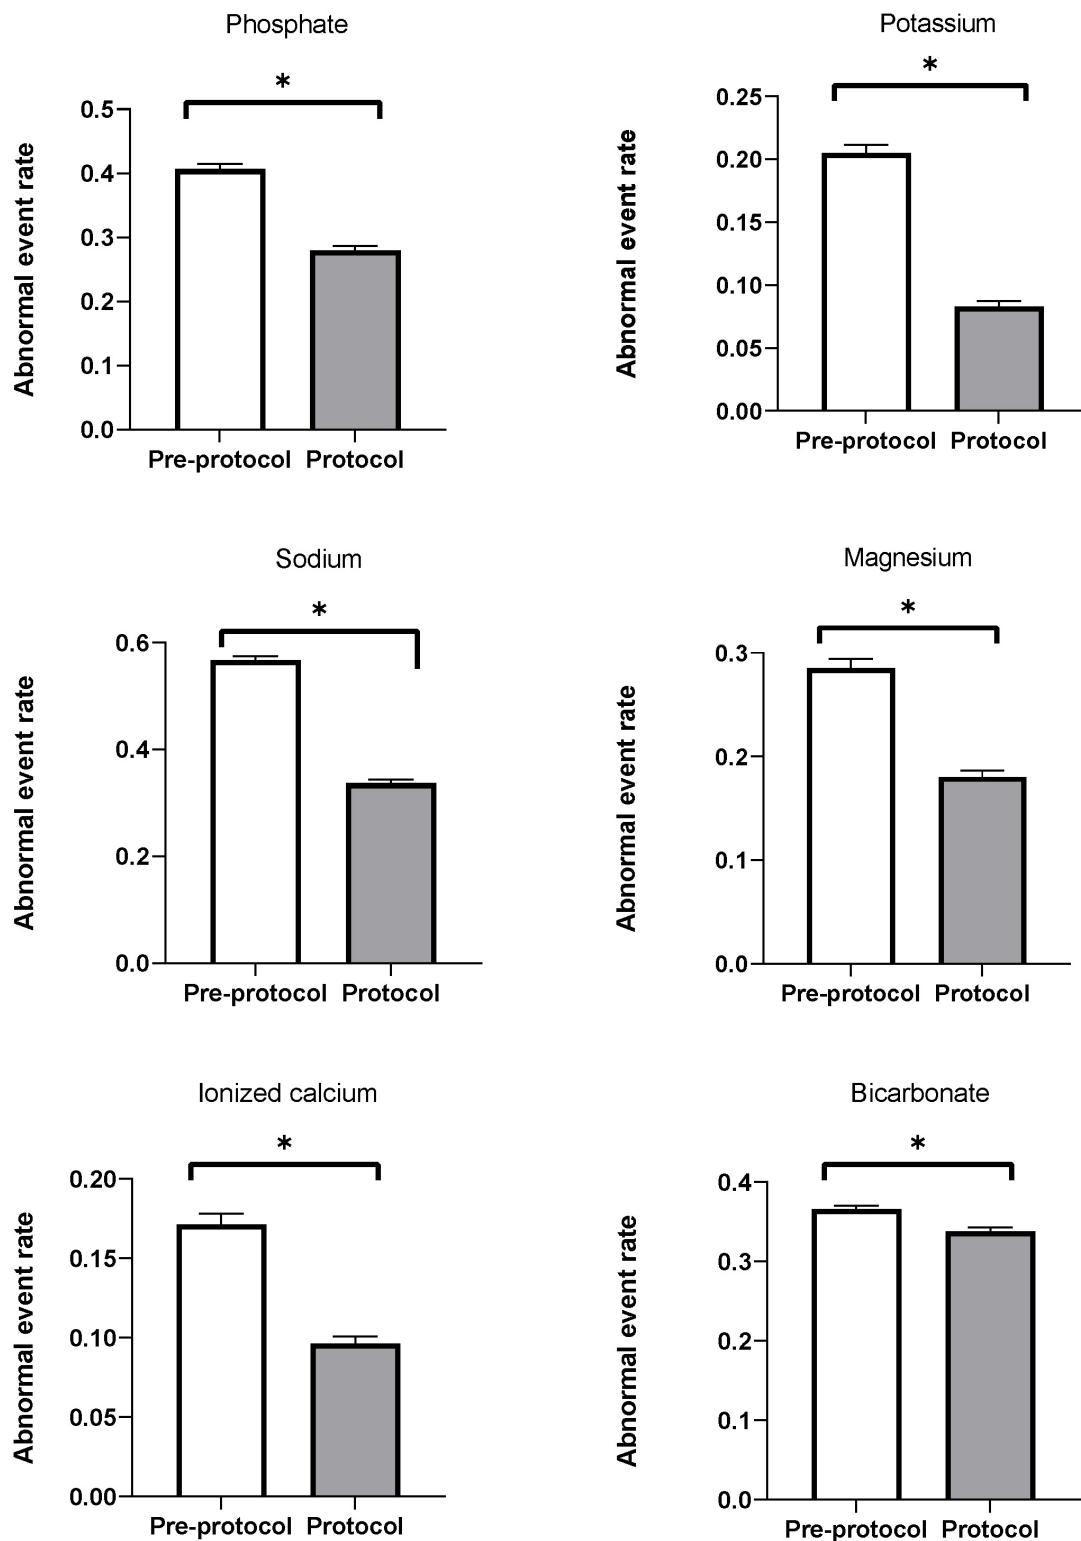 Phosphate
*
Abnormal event rate
0.5
0.4
0.3
0.2
0.1
0.0
Pre-protocol Protocol
Potassium
*
Abnormal event rate
0.25
0.20
0.15
0.10
0.05
0.00
Pre-protocol Protocol
Sodium
*
Abnormal event rate
0.6
0.4
0.2
0.0
Pre-protocol Protocol
Magnesium
*
Abnormal event rate
0.3
0.2
0.1
0.0
Pre-protocol Protocol
Ionized calcium
*
Abnormal event rate
0.20
0.15
0.10
0.05
0.00
Pre-protocol Protocol
Bicarbonate
*
Abnormal event rate
0.4
0.3
0.2
0.1
0.0
Pre-protocol Protocol